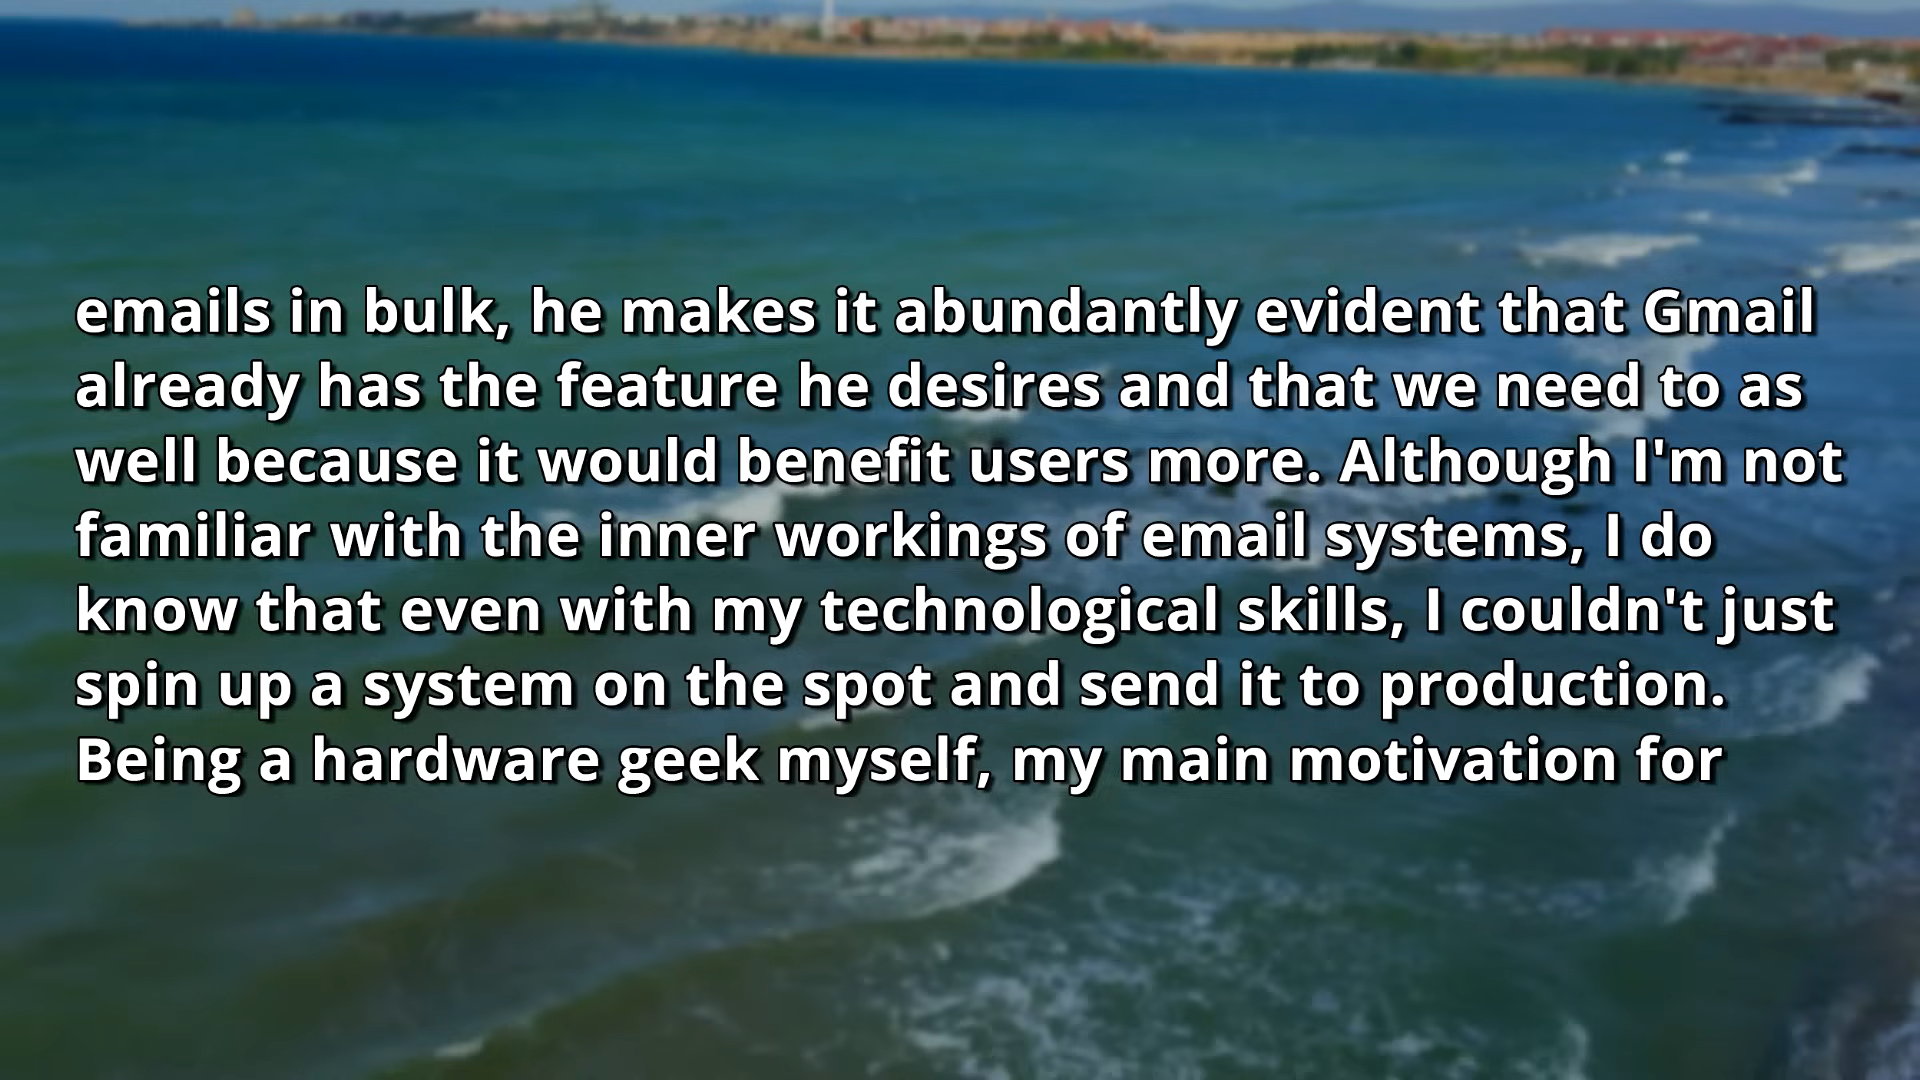 emails in bulk, he makes it abundantly evident that Gmail
already has the feature he desires and that we need to as
well because it would benefit users more. Although I'm not
familiar with the inner workings of email systems, I do
know that even with my technological skills, I couldn't just
spin up a system on the spot and send it to production.
Being a hardware geek myself, my main motivation for